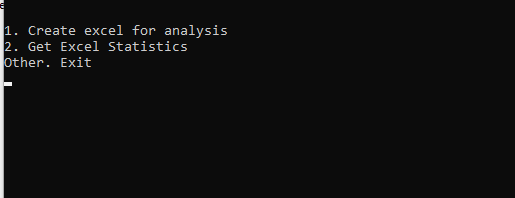 1. Create excel for analysis
2. Get Excel Statistics
Other. Exit